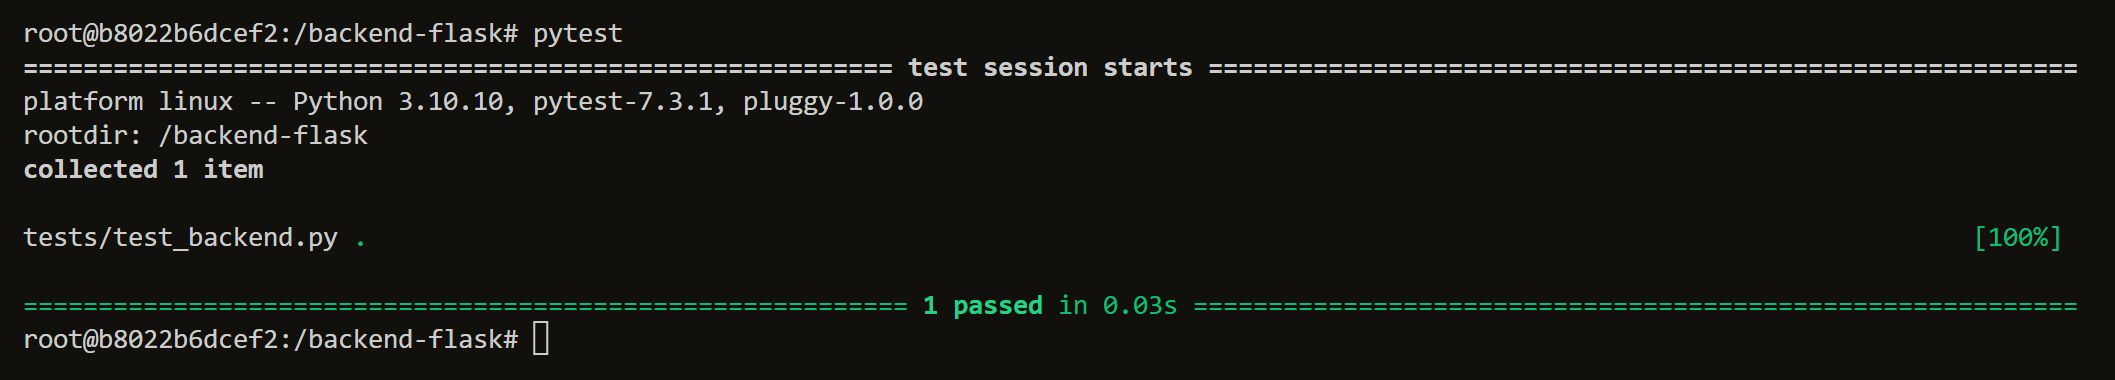 root@b8022b6dcef2:/backend-flask# pytest
========================================================== test session starts ==========================================================
platform linux -- Python 3.10.10, pytest-7.3.1, pluggy-1.0.0
rootdir: /backend-flask
collected 1 item
tests/test_backend.py . [100%]
=========================================================== 1 passed in 0.03s ===========================================================
root@b8022b6dcef2:/backend-flask#